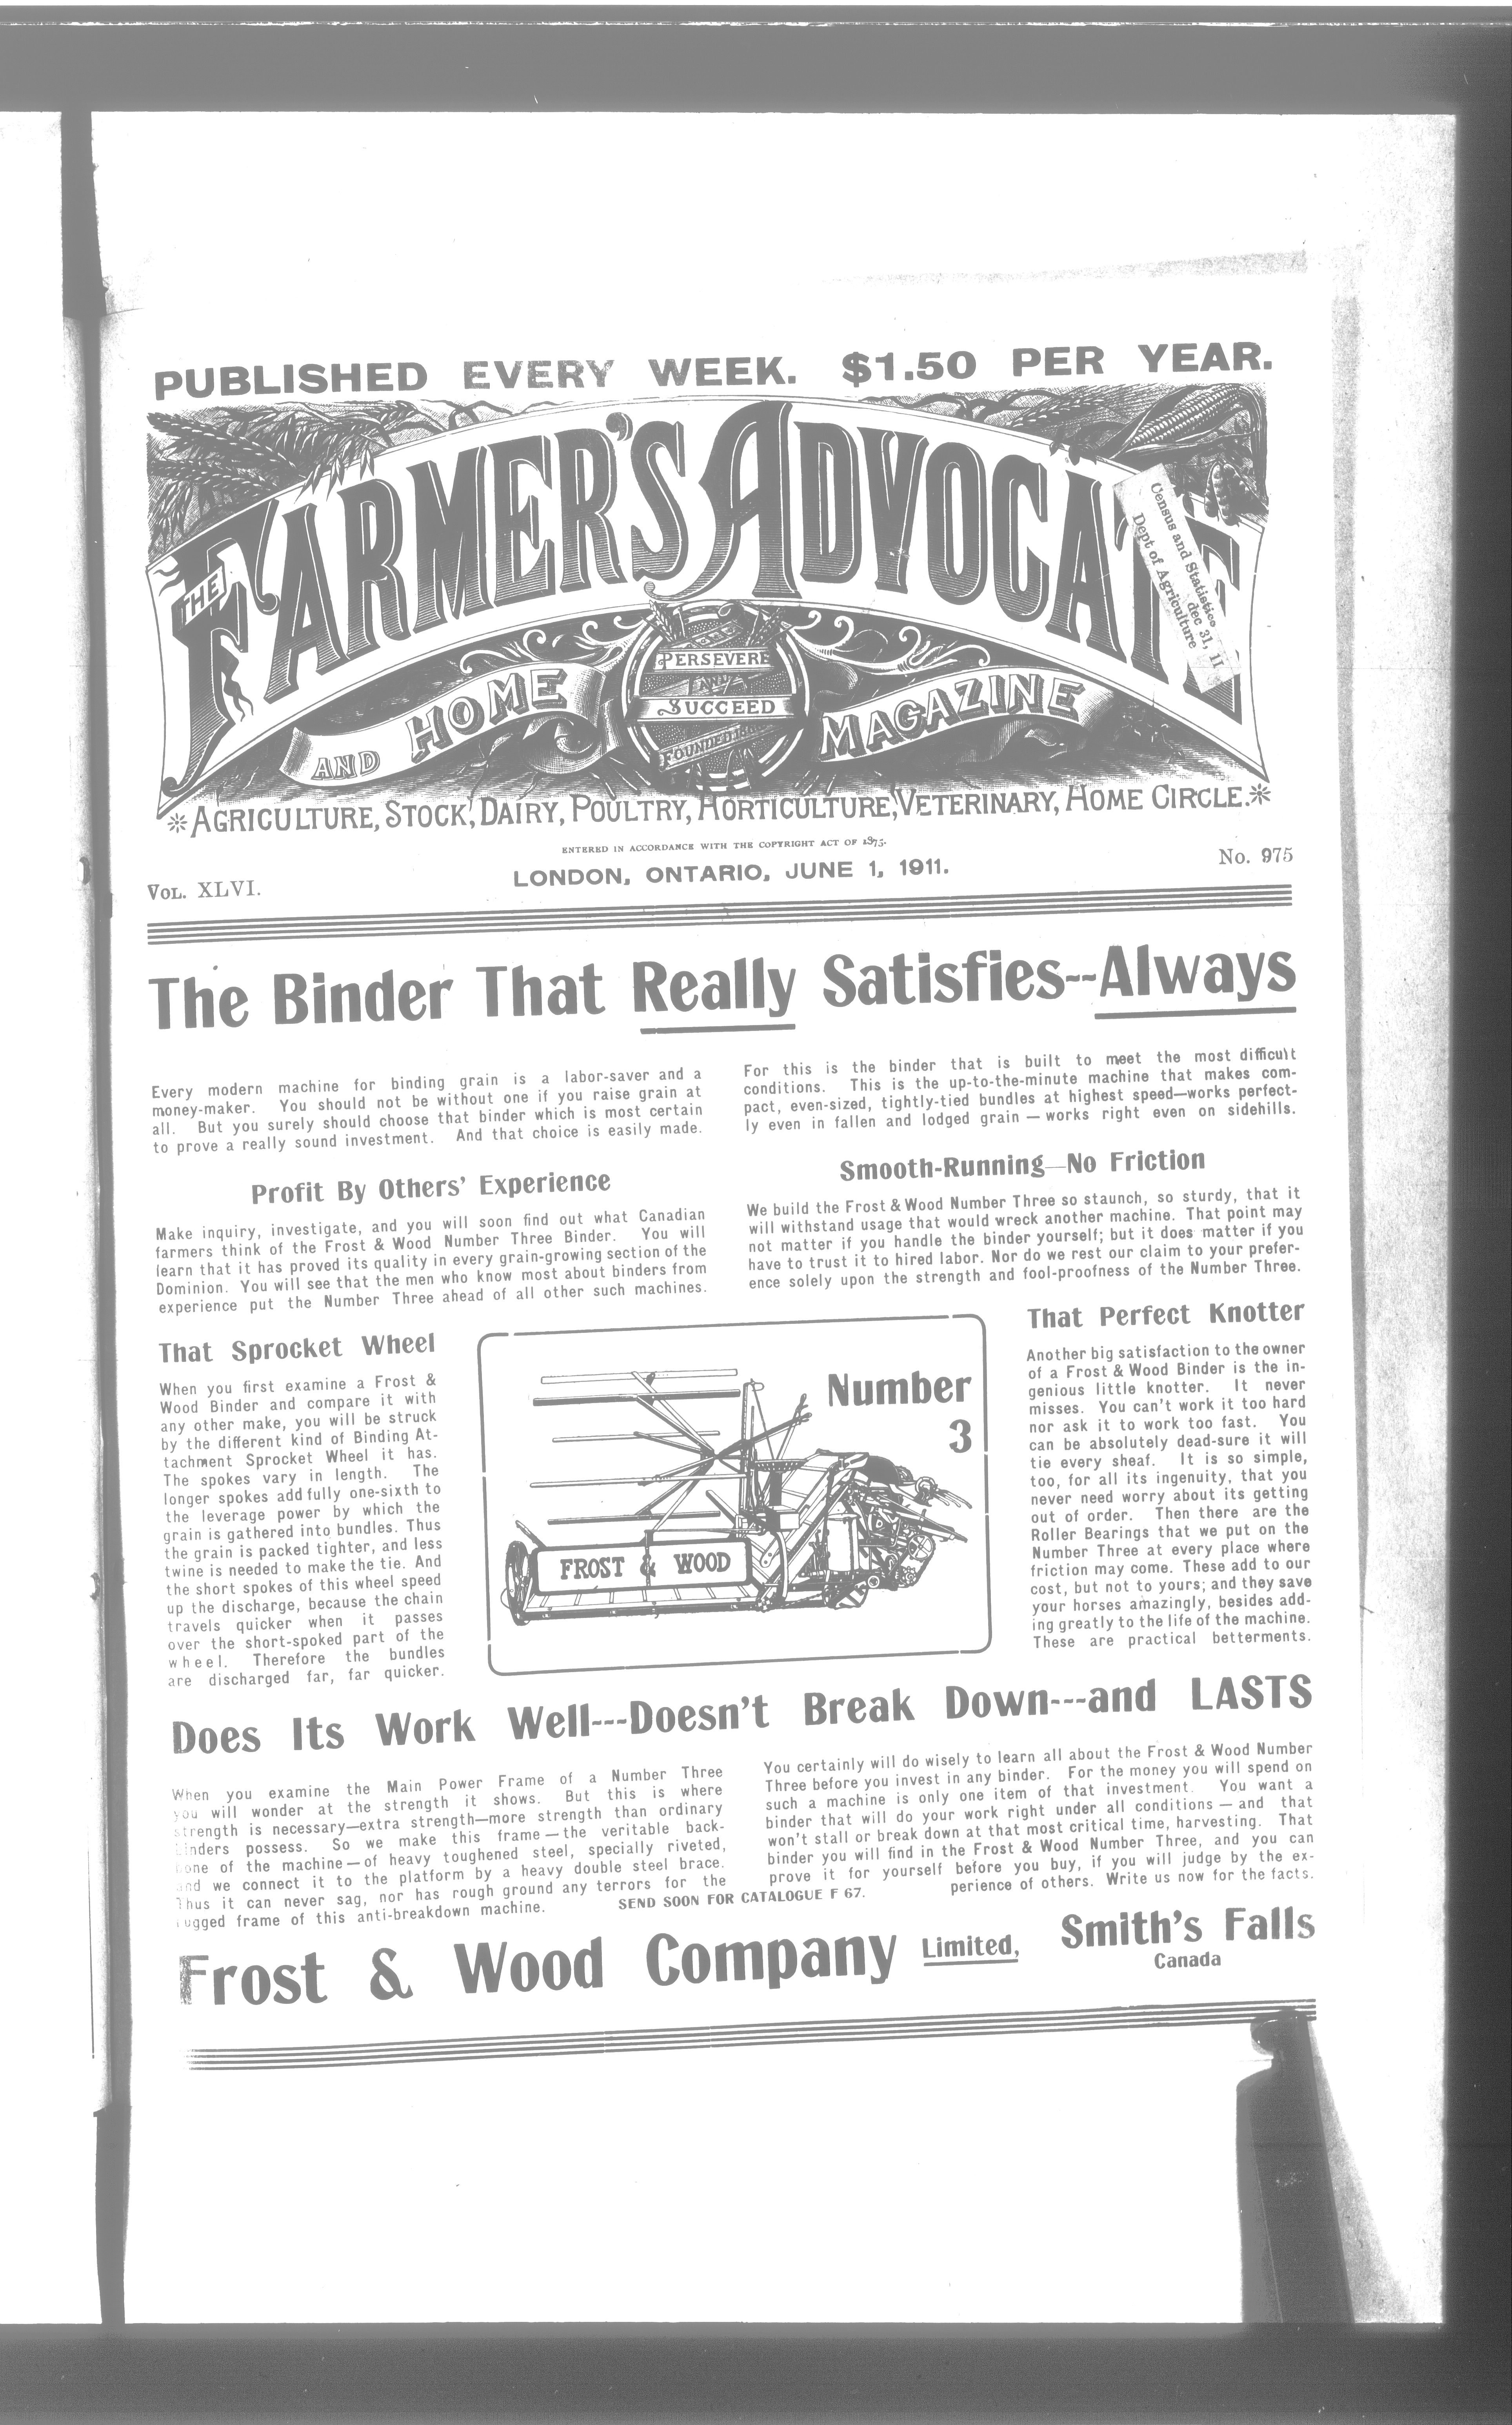 PUBLISHED EVERY WEEK. $1.50 PER YEAR.
THE FARMER'S ADVOCATE
PERSEVERE
AND
SUCCEED
FOUNDED
AND HOME MAGAZINE
Census and Statistics
dec 31, 11
Dept of Agriculture
*AGRICULTURE, STOCK, DAIRY, POULTRY, HORTICULTURE, VETERINARY, HOME CIRCLE.*
ENTERED IN ACCORDANCE WITH THE COPYRIGHT ACT OF 1875.
VOL. XLVI.
LONDON, ONTARIO, JUNE 1, 1911.
No. 975
The Binder That Really Satisfies--Always
Every modern machine for binding grain is a labor-saver and a
money-maker. You should not be without one if you raise grain at
all. But you surely should choose that binder which is most certain
to prove a really sound investment. And that choice is easily made.
Profit By Others' Experience
Make inquiry, investigate, and you will soon find out what Canadian
farmers think of the Frost & Wood Number Three Binder. You will
learn that it has proved its quality in every grain-growing section of the
Dominion. You will see that the men who know most about binders from
experience put the Number Three ahead of all other such machines.
For this is the binder that is built to meet the most difficult
conditions. This is the up-to-the-minute machine that makes com-
pact, even-sized, tightly-tied bundles at highest speed—works perfect-
ly even in fallen and lodged grain — works right even on sidehills.
Smooth-Running—No Friction
We build the Frost & Wood Number Three so staunch, so sturdy, that it
will withstand usage that would wreck another machine. That point may
not matter if you handle the binder yourself; but it does matter if you
have to trust it to hired labor. Nor do we rest our claim to your prefer-
ence solely upon the strength and fool-proofness of the Number Three.
That Sprocket Wheel
When you first examine a Frost &
Wood Binder and compare it with
any other make, you will be struck
by the different kind of Binding At-
tachment Sprocket Wheel it has.
The spokes vary in length. The
longer spokes add fully one-sixth to
the leverage power by which the
grain is gathered into bundles. Thus
the grain is packed tighter, and less
twine is needed to make the tie. And
the short spokes of this wheel speed
up the discharge, because the chain
travels quicker when it passes
over the short-spoked part of the
wheel. Therefore the bundles
are discharged far, far quicker.
Number
3
FROST & WOOD
That Perfect Knotter
Another big satisfaction to the owner
of a Frost & Wood Binder is the in-
genious little knotter. It never
misses. You can't work it too hard
nor ask it to work too fast. You
can be absolutely dead-sure it will
tie every sheaf. It is so simple,
too, for all its ingenuity, that you
never need worry about its getting
out of order. Then there are the
Roller Bearings that we put on the
Number Three at every place where
friction may come. These add to our
cost, but not to yours; and they save
your horses amazingly, besides add-
ing greatly to the life of the machine.
These are practical betterments.
Does Its Work Well---Doesn't Break Down---and LASTS
When you examine the Main Power Frame of a Number Three
you will wonder at the strength it shows. But this is where
strength is necessary—extra strength—more strength than ordinary
binders possess. So we make this frame — the veritable back-
bone of the machine — of heavy toughened steel, specially riveted,
and we connect it to the platform by a heavy double steel brace.
Thus it can never sag, nor has rough ground any terrors for the
rugged frame of this anti-breakdown machine.
You certainly will do wisely to learn all about the Frost & Wood Number
Three before you invest in any binder. For the money you will spend on
such a machine is only one item of that investment. You want a
binder that will do your work right under all conditions — and that
won't stall or break down at that most critical time, harvesting. That
binder you will find in the Frost & Wood Number Three, and you can
prove it for yourself before you buy, if you will judge by the ex-
perience of others. Write us now for the facts.
SEND SOON FOR CATALOGUE F 67.
Frost & Wood Company Limited, Smith's Falls
Canada